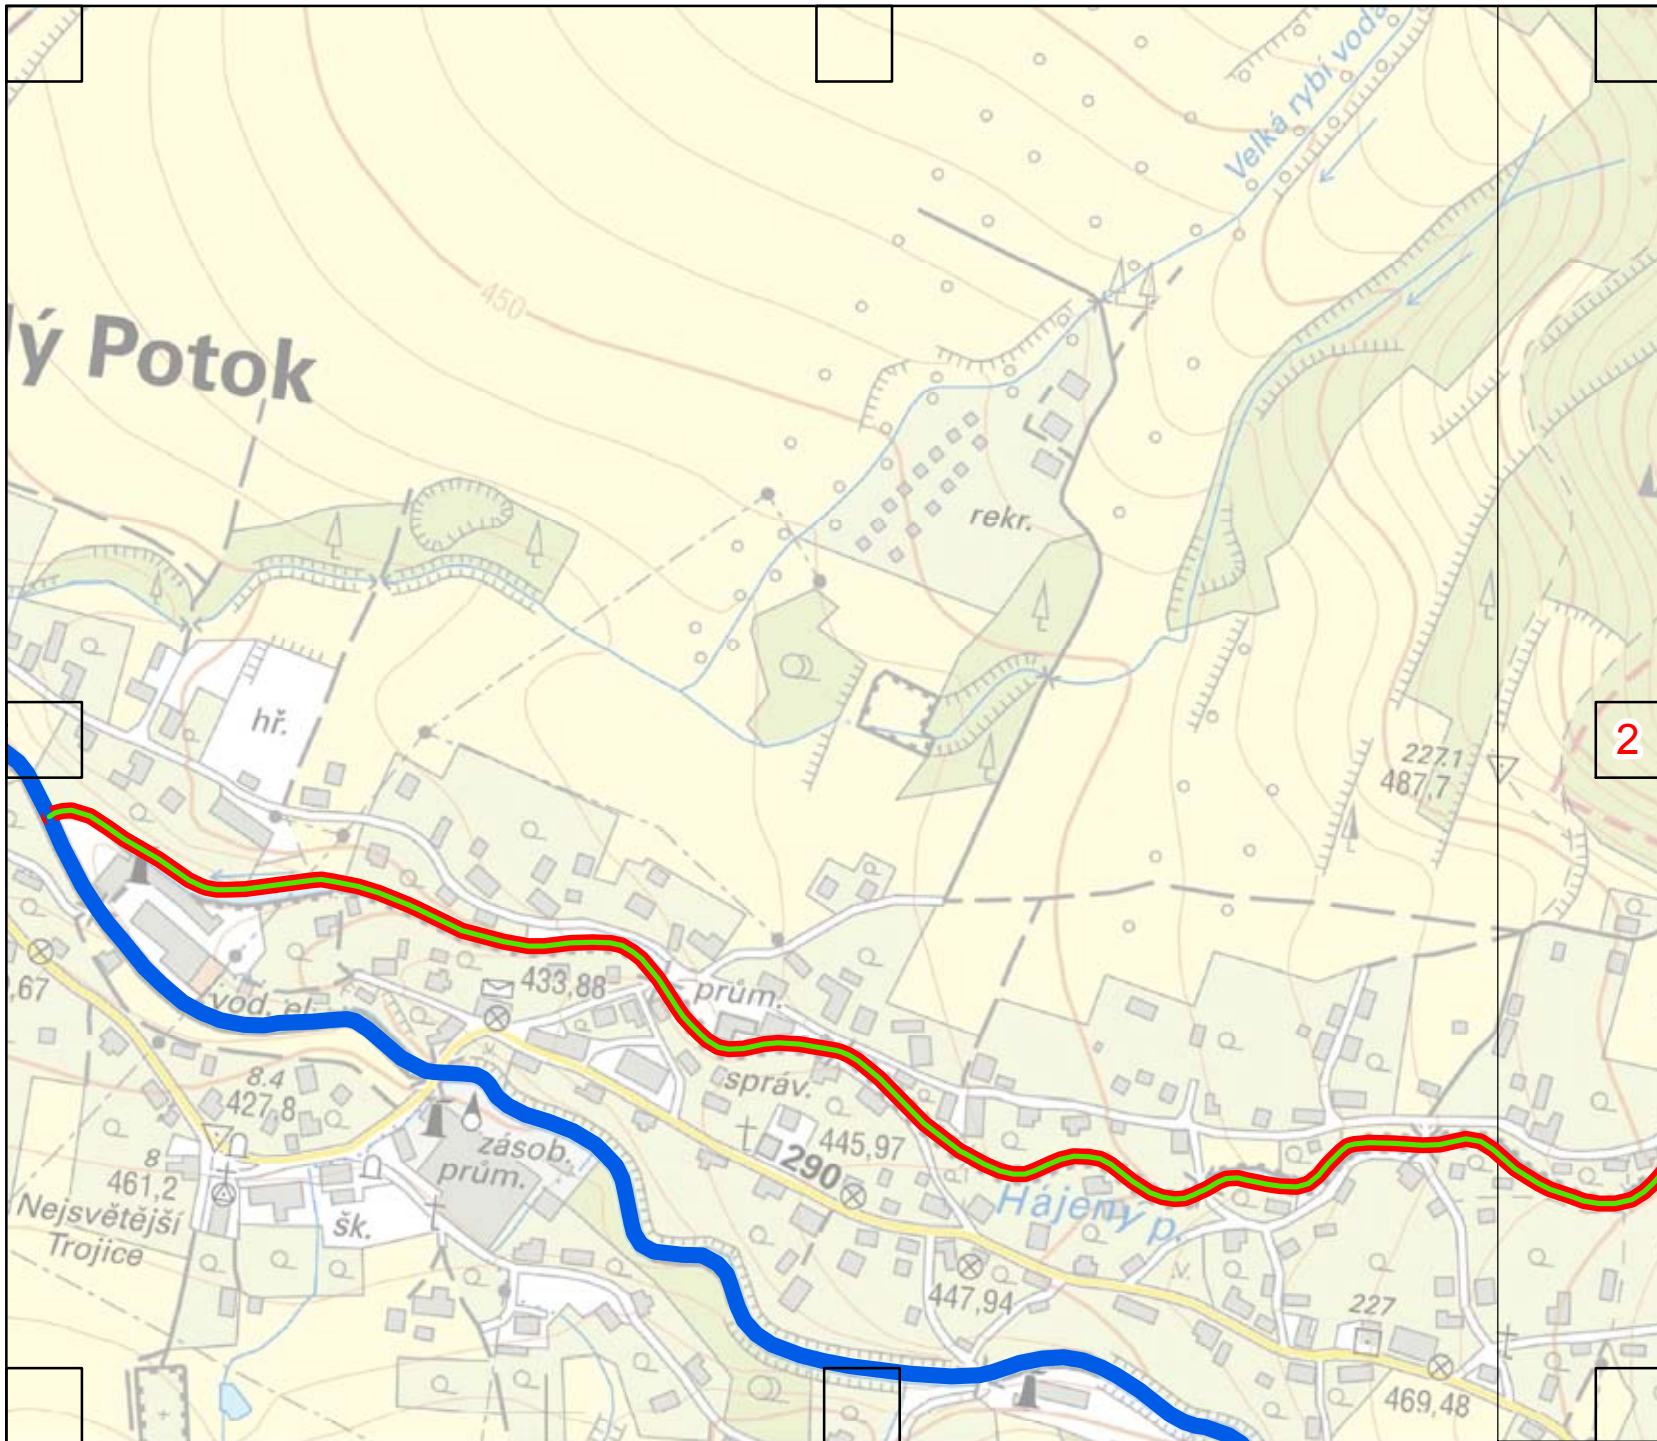 Velká rybí voda
450
lý Potok
rekr.
hř.
227.1
487,7
2
433,88
prům.
,67
vod. el.
správ.
8.4
427,8
zásob.
prům.
445,97
290
8
461,2
Hájený p.
Nejsvětější
Trojice
šk.
447,94
227
469,48